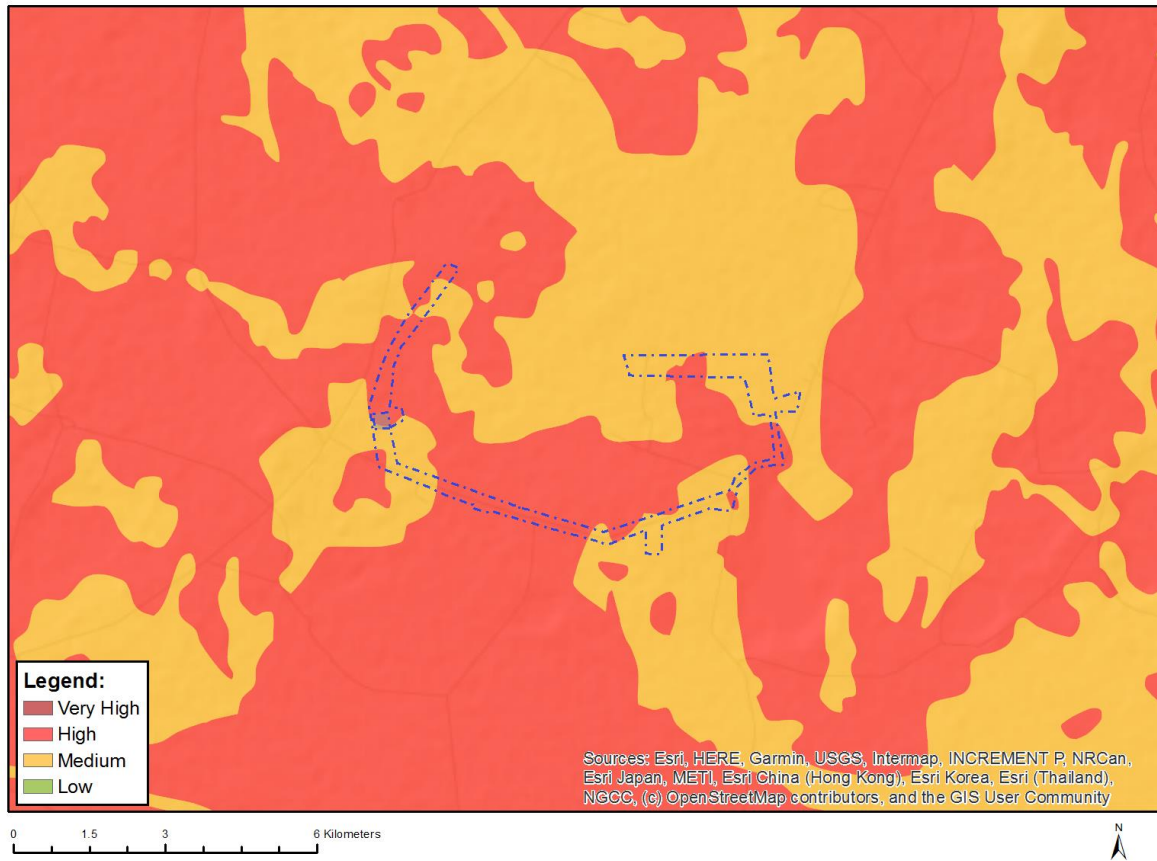 Legend:
Very High
High
Medium
Low
Sources: Esri, HERE, Garmin, USGS, Intermap, INCREMENT P, NRCan,
Esri Japan, METI, Esri China (Hong Kong), Esri Korea, Esri (Thailand),
NGCC, (c) OpenStreetMap contributors, and the GIS User Community
0 1.5 3 6 Kilometers
N